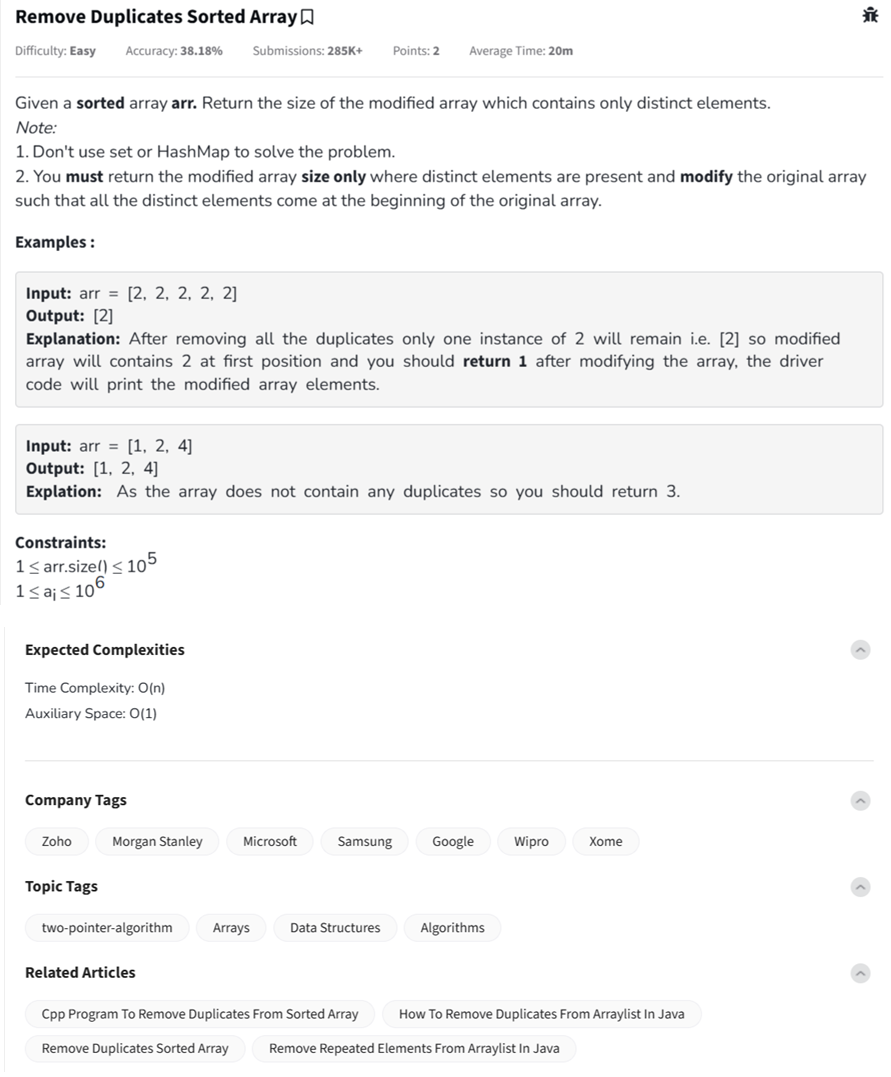 Remove Duplicates Sorted Array
Difficulty: Easy Accuracy: 38.18% Submissions: 285K+ Points: 2 Average Time: 20m
Given a sorted array arr. Return the size of the modified array which contains only distinct elements.
Note:
1. Don't use set or HashMap to solve the problem.
2. You must return the modified array size only where distinct elements are present and modify the original array
such that all the distinct elements come at the beginning of the original array.
Examples :
Input: arr = [2, 2, 2, 2, 2]
Output: [2]
Explanation: After removing all the duplicates only one instance of 2 will remain i.e. [2] so modified
array will contains 2 at first position and you should return 1 after modifying the array, the driver
code will print the modified array elements.
Input: arr = [1, 2, 4]
Output: [1, 2, 4]
Explation: As the array does not contain any duplicates so you should return 3.
Constraints:
1 ≤ arr.size() ≤ 10⁵
1 ≤ aᵢ ≤ 10⁶
Expected Complexities
Time Complexity: O(n)
Auxiliary Space: O(1)
Company Tags
Zoho Morgan Stanley Microsoft Samsung Google Wipro Xome
Topic Tags
two-pointer-algorithm Arrays Data Structures Algorithms
Related Articles
Cpp Program To Remove Duplicates From Sorted Array How To Remove Duplicates From Arraylist In Java
Remove Duplicates Sorted Array Remove Repeated Elements From Arraylist In Java